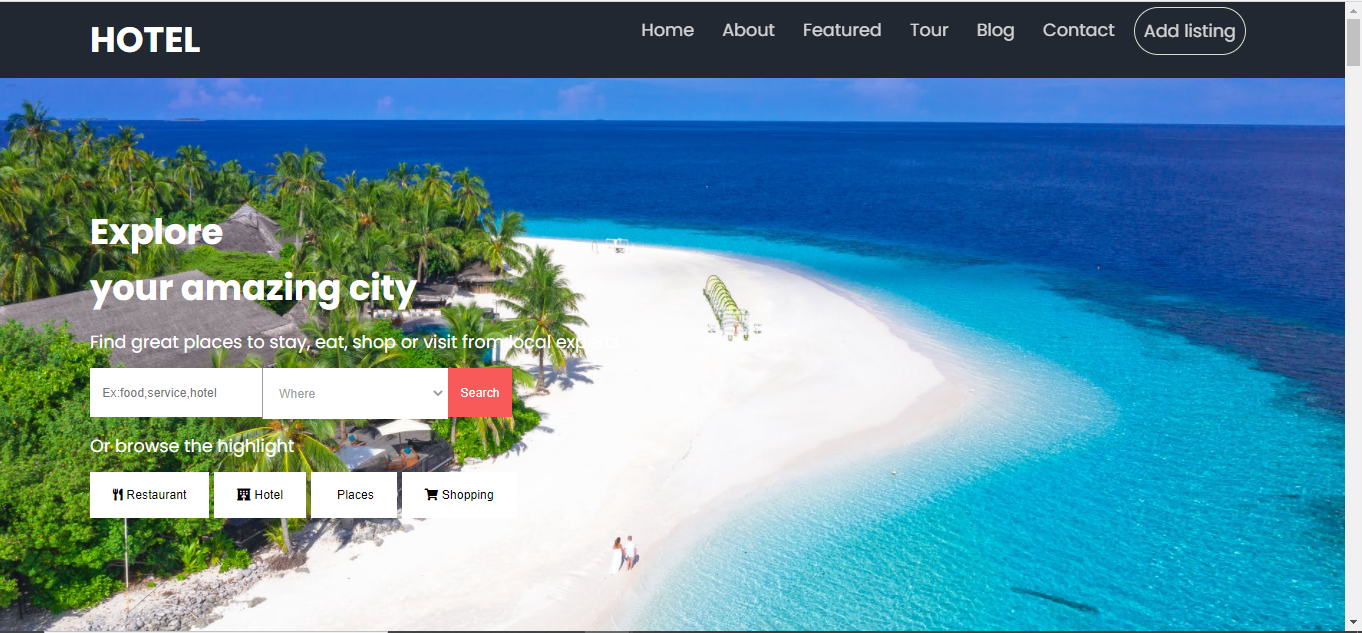 HOTEL
Home About Featured Tour Blog Contact Add listing
Explore
your amazing city
Find great places to stay, eat, shop or visit from local experts
Ex:food,service,hotel Where Search
Or browse the highlight
Restaurant Hotel Places Shopping